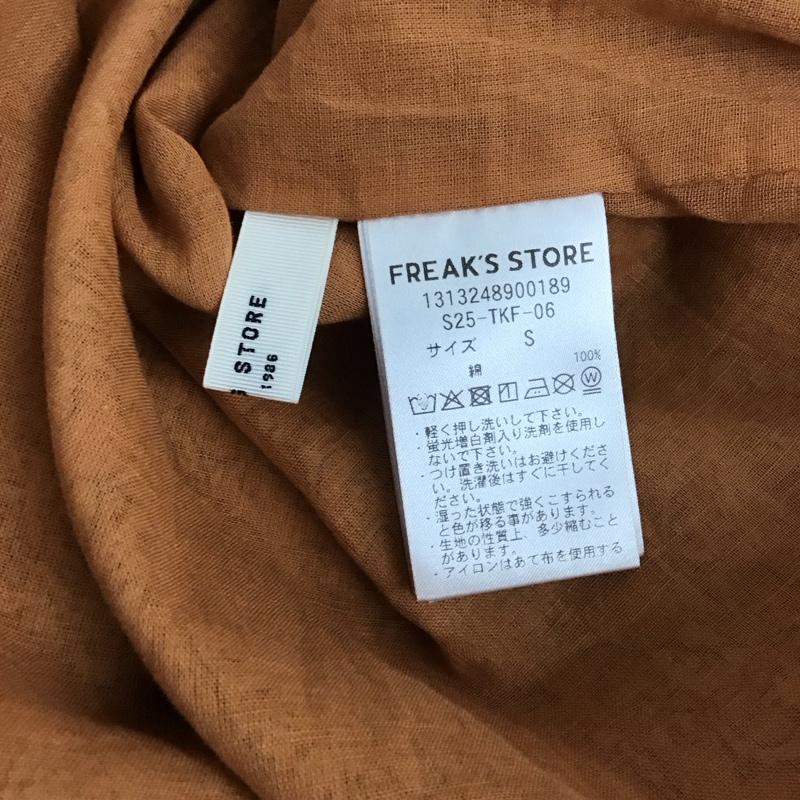 STORE
1986
FREAK'S STORE
1313248900189
S25-TKF-06
サイズ S
綿 100%
・軽く押し洗いして下さい。
・蛍光増白剤入り洗剤を使用し
ないで下さい。
・つけ置き洗いはお避けくださ
い。洗濯後はすぐに干してく
ださい。
・湿った状態で強くこすられる
と色が移る事があります。
・生地の性質上、多少縮むこと
があります。
・アイロンはあて布を使用する